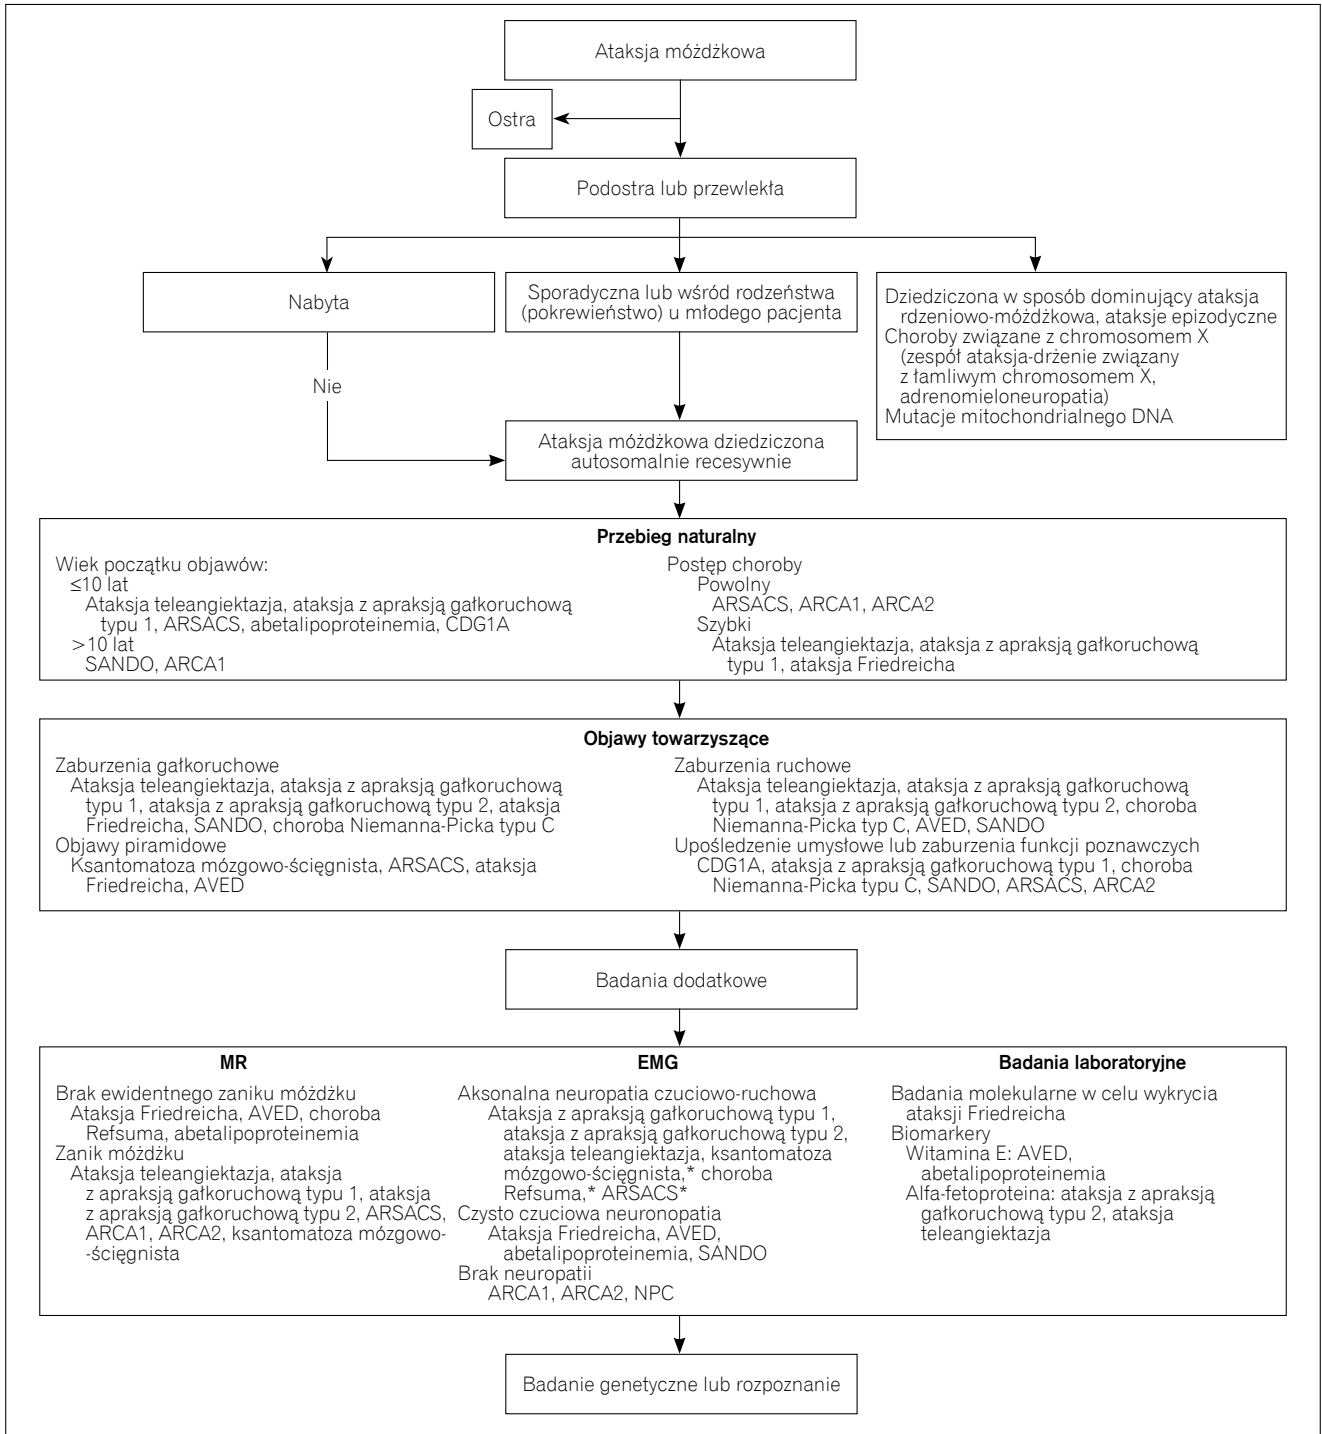 Ataksja móżdżkowa
Ostra
Podostra lub przewlekła
Nabyta
Sporadyczna lub wśród rodzeństwa
(pokrewieństwo) u młodego pacjenta
Dziedziczona w sposób dominujący ataksja
rdzeniowo-móżdżkowa, ataksje epizodyczne
Choroby związane z chromosomem X
(zespół ataksja-drżenie związany
z łamliwym chromosomem X,
adrenomieloneuropatia)
Mutacje mitochondrialnego DNA
Nie
Ataksja móżdżkowa dziedziczona
autosomalnie recesywnie
Przebieg naturalny
Wiek początku objawów:
≤10 lat
Ataksja teleangiektazja, ataksja z apraksją gałkoruchową
typu 1, ARSACS, abetalipoproteinemia, CDG1A
>10 lat
SANDO, ARCA1
Postęp choroby
Powolny
ARSACS, ARCA1, ARCA2
Szybki
Ataksja teleangiektazja, ataksja z apraksją gałkoruchową
typu 1, ataksja Friedreicha
Objawy towarzyszące
Zaburzenia gałkoruchowe
Ataksja teleangiektazja, ataksja z apraksją gałkoruchową
typu 1, ataksja z apraksją gałkoruchową typu 2, ataksja
Friedreicha, SANDO, choroba Niemanna-Picka typu C
Objawy piramidowe
Ksantomatoza mózgowo-ścięgnista, ARSACS, ataksja
Friedreicha, AVED
Zaburzenia ruchowe
Ataksja teleangiektazja, ataksja z apraksją gałkoruchową
typu 1, ataksja z apraksją gałkoruchową typu 2, choroba
Niemanna-Picka typ C, AVED, SANDO
Upośledzenie umysłowe lub zaburzenia funkcji poznawczych
CDG1A, ataksja z apraksją gałkoruchową typu 1, choroba
Niemanna-Picka typu C, SANDO, ARSACS, ARCA2
Badania dodatkowe
MR
Brak ewidentnego zaniku móżdżku
Ataksja Friedreicha, AVED, choroba
Refsuma, abetalipoproteinemia
Zanik móżdżku
Ataksja teleangiektazja, ataksja
z apraksją gałkoruchową typu 1, ataksja
z apraksją gałkoruchową typu 2, ARSACS,
ARCA1, ARCA2, ksantomatoza mózgowo-
-ścięgnista
EMG
Aksonalna neuropatia czuciowo-ruchowa
Ataksja z apraksją gałkoruchową typu 1,
ataksja z apraksją gałkoruchową typu 2,
ataksja teleangiektazja, ksantomatoza
mózgowo-ścięgnista,* choroba
Refsuma,* ARSACS*
Czysto czuciowa neuronopatia
Ataksja Friedreicha, AVED,
abetalipoproteinemia, SANDO
Brak neuropatii
ARCA1, ARCA2, NPC
Badania laboratoryjne
Badania molekularne w celu wykrycia
ataksji Friedreicha
Biomarkery
Witamina E: AVED,
abetalipoproteinemia
Alfa-fetoproteina: ataksja z apraksją
gałkoruchową typu 2, ataksja
teleangiektazja
Badanie genetyczne lub rozpoznanie